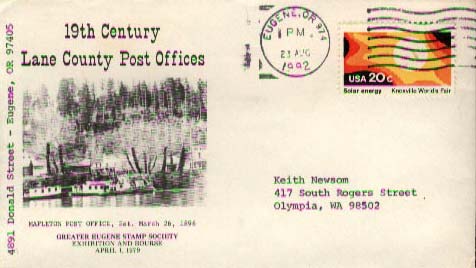 4891 Donald Street - Eugene, OR 97405
19th Century
Lane County Post Offices
MAPLETON POST OFFICE, Est. March 26, 1896
GREATER EUGENE STAMP SOCIETY
EXHIBITION AND BOURSE
APRIL 1, 1979
EUGENE, OR 974
PM
23 AUG
1982
USA 20c
Solar energy Knoxville World's Fair
Keith Newsom
417 South Rogers Street
Olympia, WA 98502